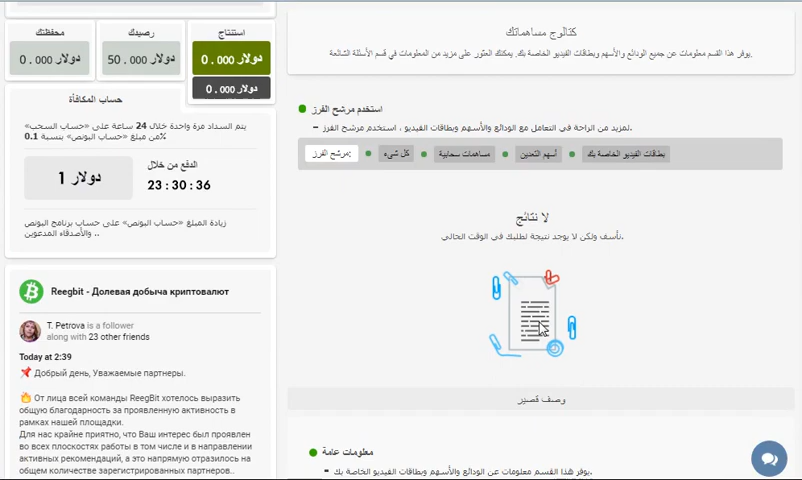 استنتاج
رصيدك
محفظتك
دولار 0.000
دولار 50.000
دولار 0.000
دولار 0.000
حساب المكافأة
يتم السداد مرة واحدة خلال 24 ساعة على «حساب السحب»
من مبلغ «حساب البونص» بنسبة 0.1%
الدفع من خلال
23:30:36
دولار 1
زيادة المبلغ «حساب البونص» على حساب برنامج البونص
والأصدقاء المدعوين ..
Reegbit - Долевая добыча криптовалют
T. Petrova is a follower
along with 23 other friends
Today at 2:39
Добрый день, Уважаемые партнеры.
От лица всей команды ReegBit хотелось выразить
общую благодарность за проявленную активность в
рамках нашей площадки.
Для нас крайне приятно, что Ваш интерес был проявлен
во всех плоскостях работы в том числе и в направлении
активных рекомендаций, а это напрямую отразилось на
общем количестве зарегистрированных партнеров..
كتالوج مساهماتك
يوفر هذا القسم معلومات عن جميع الودائع والأسهم وبطاقات الفيديو الخاصة بك. يمكنك العثور على مزيد من المعلومات في قسم الأسئلة الشائعة.
استخدم مرشح الفرز
لمزيد من الراحة في التعامل مع الودائع والأسهم وبطاقات الفيديو ، استخدم مرشح الفرز. –
مرشح الفرز:
كل شيء
مساهمات سحابية
أسهم التعدين
بطاقات الفيديو الخاصة بك
لا نتائج
نأسف ولكن لا يوجد نتيجة لطلبك في الوقت الحالي.
وصف قصير
معلومات عامة
يوفر هذا القسم معلومات عن الودائع والأسهم وبطاقات الفيديو الخاصة بك. –